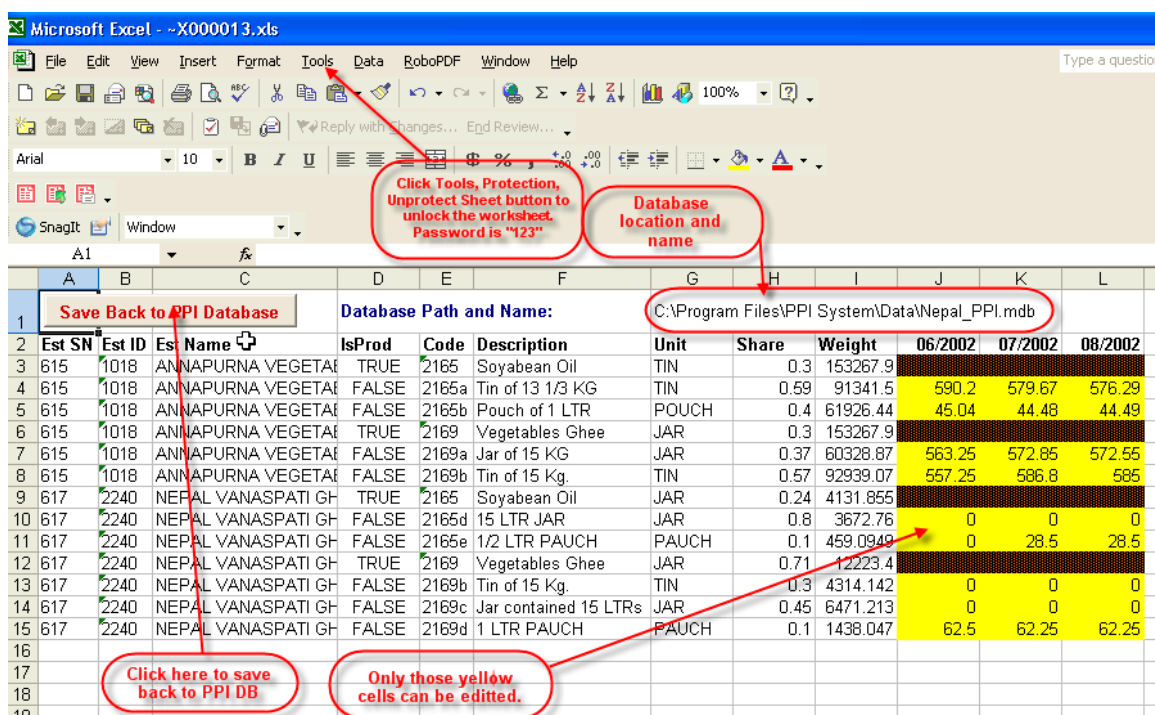 Microsoft Excel - ~X000013.xls
File Edit View Insert Format Tools Data RoboPDF Window Help Type a questio
100%
Reply with Changes... End Review...
Arial 10 B I U $ % ,
Click Tools, Protection,
Unprotect Sheet button to
unlock the worksheet.
Password is "123"
Database
location and
name
SnagIt Window
A1 fx
A B C D E F G H I J K L
1 Save Back to PPI Database Database Path and Name: C:\Program Files\PPI System\Data\Nepal_PPI.mdb
2 Est SN Est ID Est Name IsProd Code Description Unit Share Weight 06/2002 07/2002 08/2002
3 615 1018 ANNAPURNA VEGETAE TRUE 2165 Soyabean Oil TIN 0.3 153267.9
4 615 1018 ANNAPURNA VEGETAE FALSE 2165a Tin of 13 1/3 KG TIN 0.59 91341.5 590.2 579.67 576.29
5 615 1018 ANNAPURNA VEGETAE FALSE 2165b Pouch of 1 LTR POUCH 0.4 61926.44 45.04 44.48 44.49
6 615 1018 ANNAPURNA VEGETAE TRUE 2169 Vegetables Ghee JAR 0.3 153267.9
7 615 1018 ANNAPURNA VEGETAE FALSE 2169a Jar of 15 KG JAR 0.37 60328.87 563.25 572.85 572.55
8 615 1018 ANNAPURNA VEGETAE FALSE 2169b Tin of 15 Kg. TIN 0.57 92939.07 557.25 586.8 585
9 617 2240 NEPAL VANASPATI GH TRUE 2165 Soyabean Oil JAR 0.24 4131.855
10 617 2240 NEPAL VANASPATI GH FALSE 2165d 15 LTR JAR JAR 0.8 3672.76 0 0 0
11 617 2240 NEPAL VANASPATI GH FALSE 2165e 1/2 LTR PAUCH PAUCH 0.1 459.0949 0 28.5 28.5
12 617 2240 NEPAL VANASPATI GH TRUE 2169 Vegetables Ghee JAR 0.71 12223.4
13 617 2240 NEPAL VANASPATI GH FALSE 2169b Tin of 15 Kg. TIN 0.3 4314.142 0 0 0
14 617 2240 NEPAL VANASPATI GH FALSE 2169c Jar contained 15 LTRs JAR 0.45 6471.213 0 0 0
15 617 2240 NEPAL VANASPATI GH FALSE 2169d 1 LTR PAUCH PAUCH 0.1 1438.047 62.5 62.25 62.25
16
17
18
Click here to save
back to PPI DB
Only those yellow
cells can be editted.